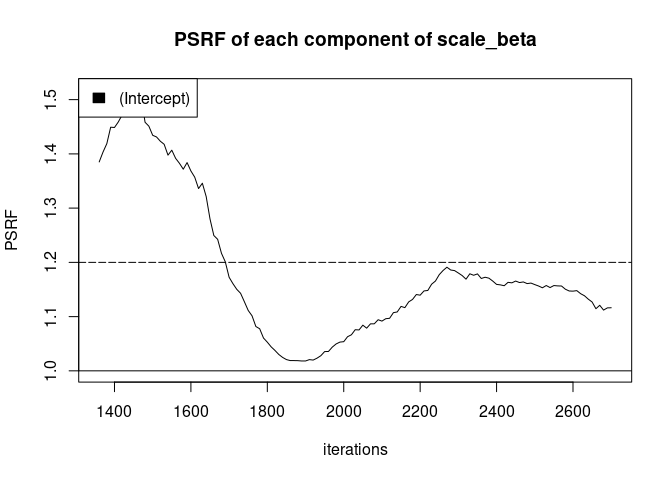 PSRF of each component of scale_beta
(Intercept)
PSRF
1.5
1.4
1.3
1.2
1.1
1.0
1400 1600 1800 2000 2200 2400 2600
iterations